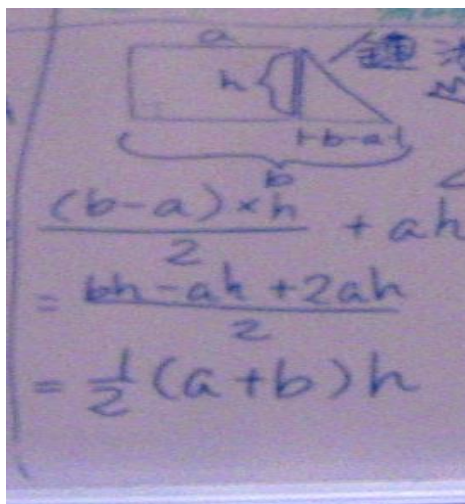 a
h
b-a
b
(b-a)×h/2 + ah
= bh-ah+2ah/2
= 1/2(a+b)h